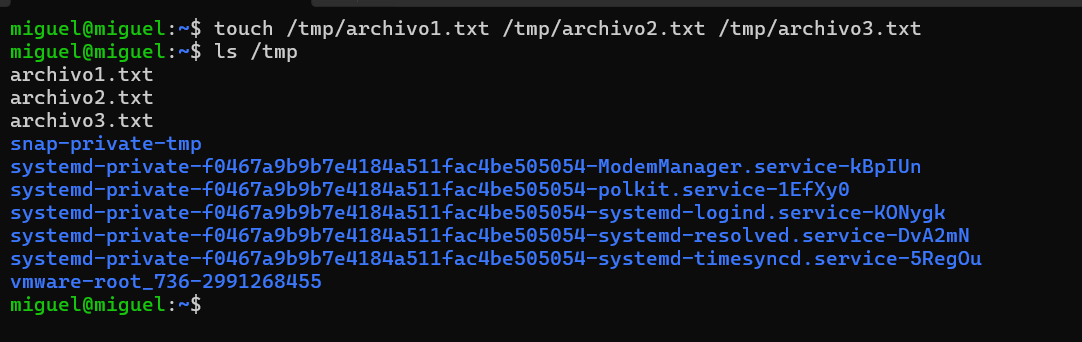 miguel@miguel:~$ touch /tmp/archivo1.txt /tmp/archivo2.txt /tmp/archivo3.txt
miguel@miguel:~$ ls /tmp
archivo1.txt
archivo2.txt
archivo3.txt
snap-private-tmp
systemd-private-f0467a9b9b7e4184a511fac4be505054-ModemManager.service-kBpIUn
systemd-private-f0467a9b9b7e4184a511fac4be505054-polkit.service-1EfXy0
systemd-private-f0467a9b9b7e4184a511fac4be505054-systemd-logind.service-KONygk
systemd-private-f0467a9b9b7e4184a511fac4be505054-systemd-resolved.service-DvA2mN
systemd-private-f0467a9b9b7e4184a511fac4be505054-systemd-timesyncd.service-5RegOu
vmware-root_736-2991268455
miguel@miguel:~$